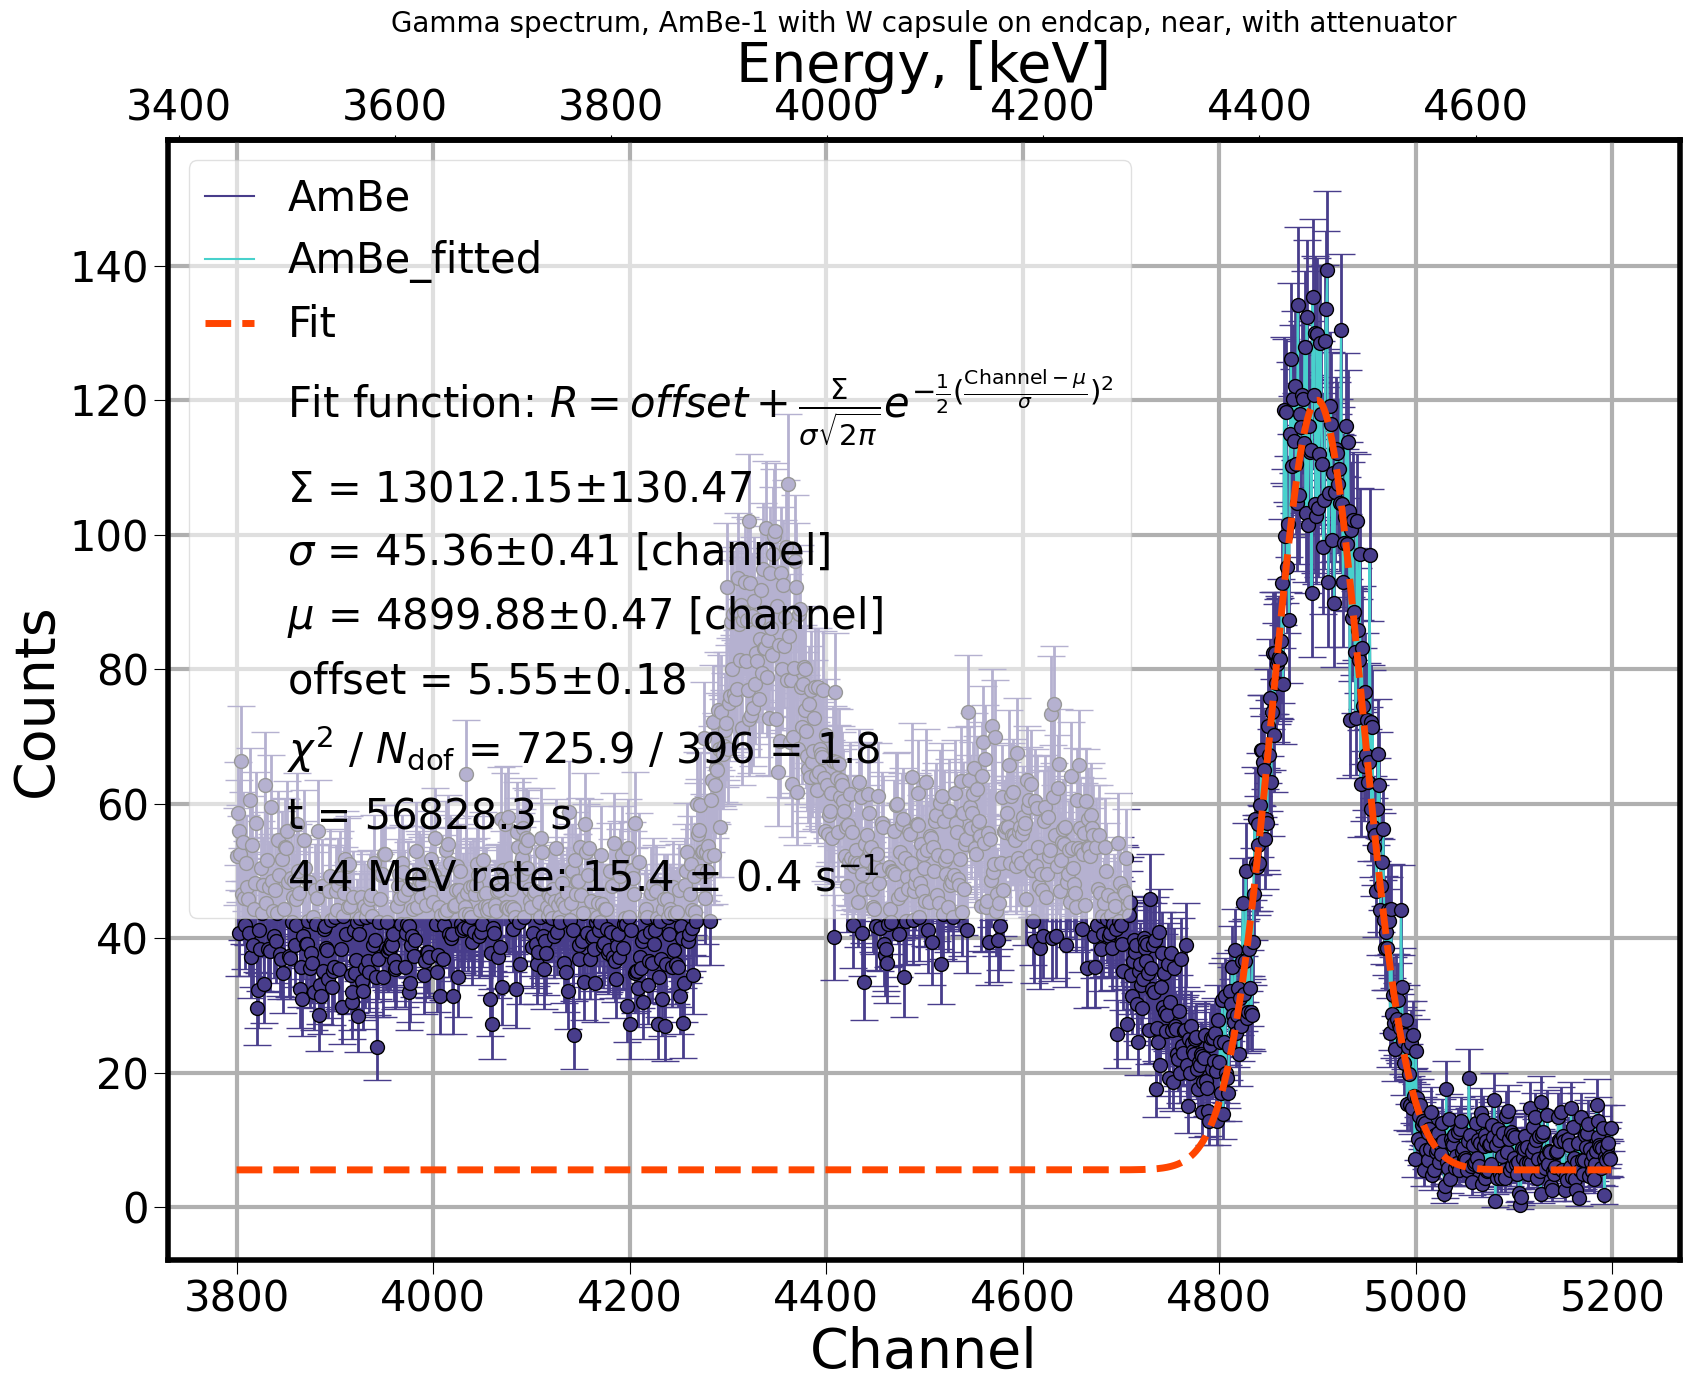 Gamma spectrum, AmBe-1 with W capsule on endcap, near, with attenuator
Energy, [keV]
3400 3600 3800 4000 4200 4400 4600
AmBe
AmBe_fitted
Fit
Fit function: R = offset + Σ/(σ√2π) e^{−1/2((Channel − μ)/σ)²}
Σ = 13012.15±130.47
σ = 45.36±0.41 [channel]
μ = 4899.88±0.47 [channel]
offset = 5.55±0.18
χ² / N_dof = 725.9 / 396 = 1.8
t = 56828.3 s
4.4 MeV rate: 15.4 ± 0.4 s⁻¹
Counts
140
120
100
80
60
40
20
0
3800 4000 4200 4400 4600 4800 5000 5200
Channel